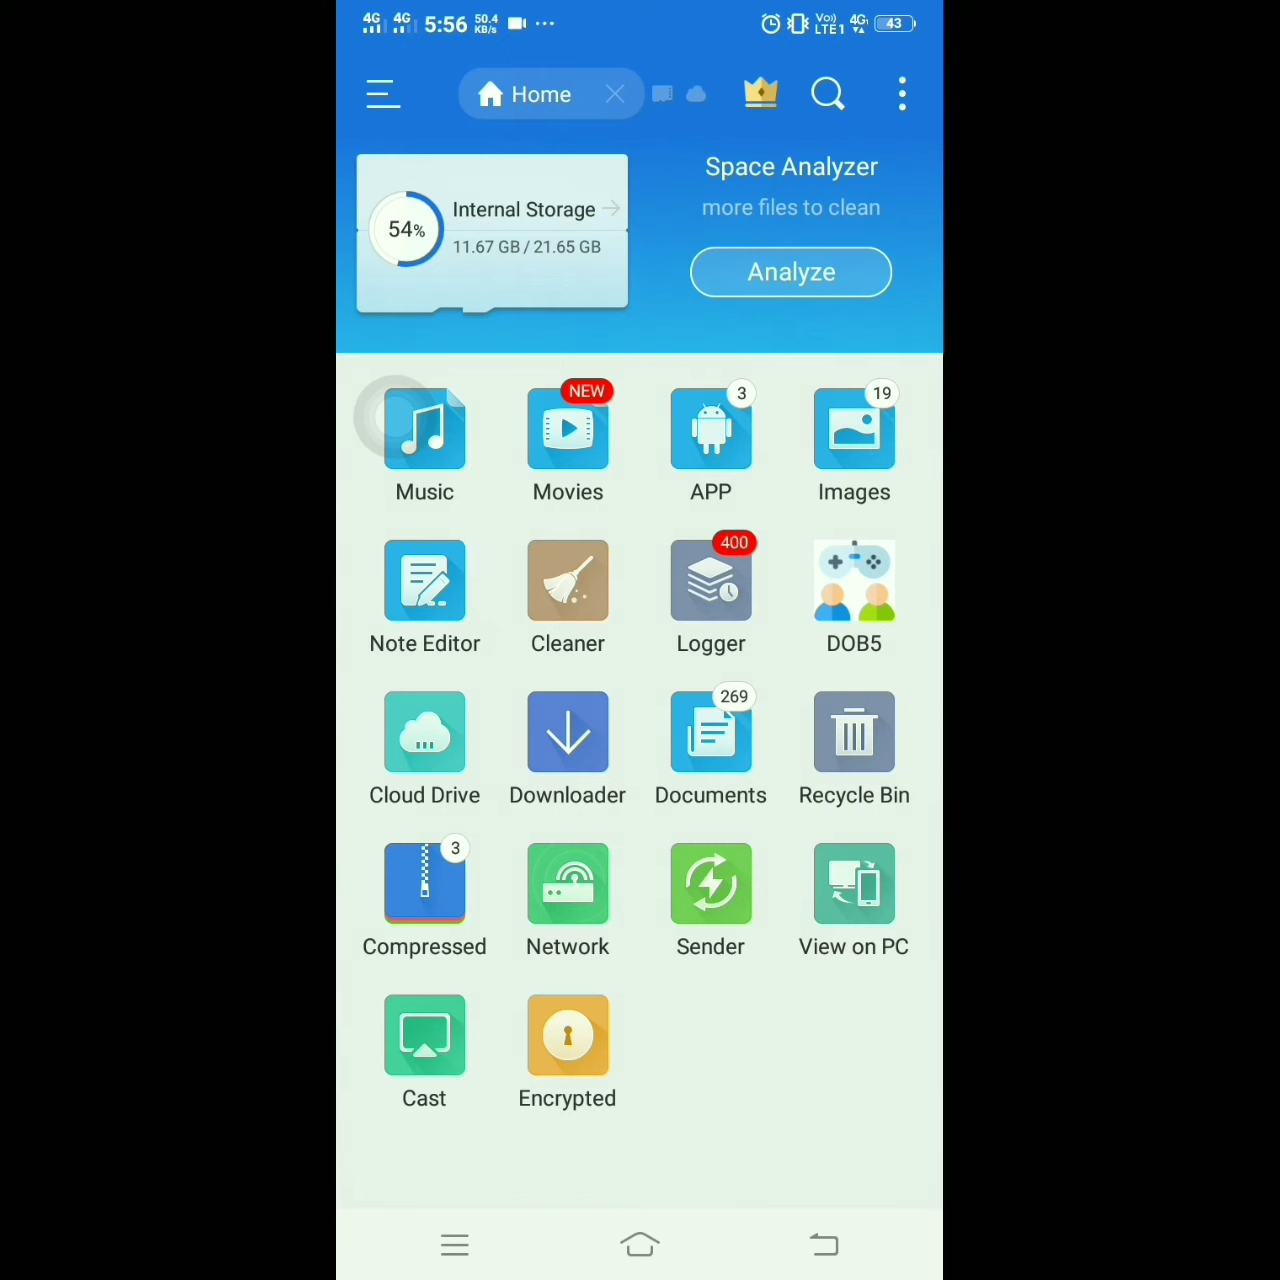 4G 4G 5:56 50.4 KB/s ... Vo)) LTE1 4G 43
Home
Space Analyzer
more files to clean
Analyze
54%
Internal Storage
11.67 GB / 21.65 GB
NEW
3
19
Music
Movies
APP
Images
400
Note Editor
Cleaner
Logger
DOB5
269
Cloud Drive
Downloader
Documents
Recycle Bin
3
Compressed
Network
Sender
View on PC
Cast
Encrypted